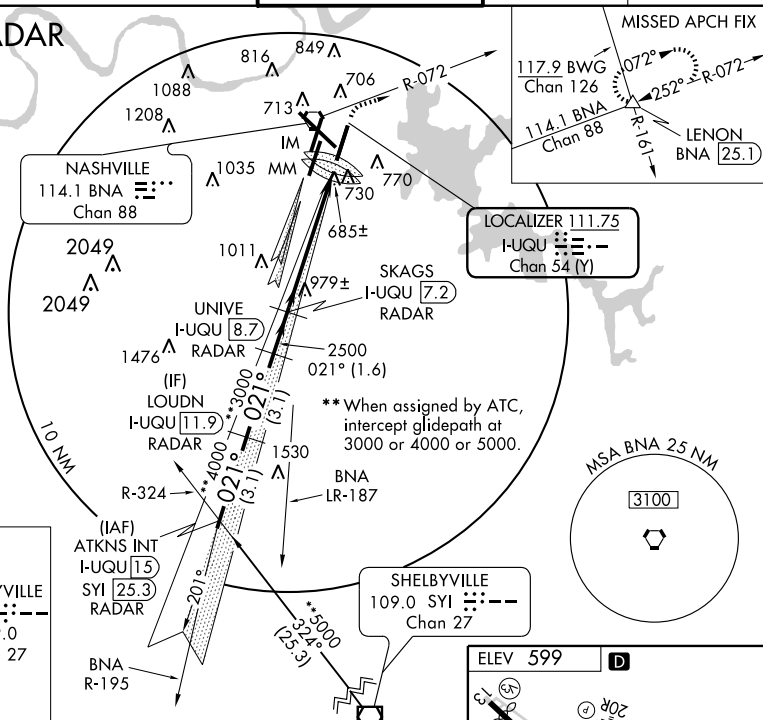 ADAR
816
849
1088
706
R-072
713
1208
IM
MM
1035
770
730
685±
NASHVILLE
114.1 BNA
Chan 88
MISSED APCH FIX
117.9 BWG
Chan 126
072°
252°
R-072
114.1 BNA
Chan 88
R-161
LENON
BNA 25.1
LOCALIZER 111.75
I-UQU
Chan 54 (Y)
2049
2049
1011
979±
SKAGS
I-UQU 7.2
RADAR
UNIVE
I-UQU 8.7
RADAR
1476
2500
021° (1.6)
(IF)
LOUDN
I-UQU 11.9
RADAR
**3000
021°
(3.1)
** When assigned by ATC,
intercept glidepath at
3000 or 4000 or 5000.
10 NM
1530
BNA
LR-187
**4000
021°
(3.1)
R-324
MSA BNA 25 NM
3100
(IAF)
ATKNS INT
I-UQU 15
SYI 25.3
RADAR
201°
BNA
R-195
**5000
324°
(25.3)
SHELBYVILLE
109.0 SYI
Chan 27
YVILLE
.0
27
ELEV 599
D
13
P
20R